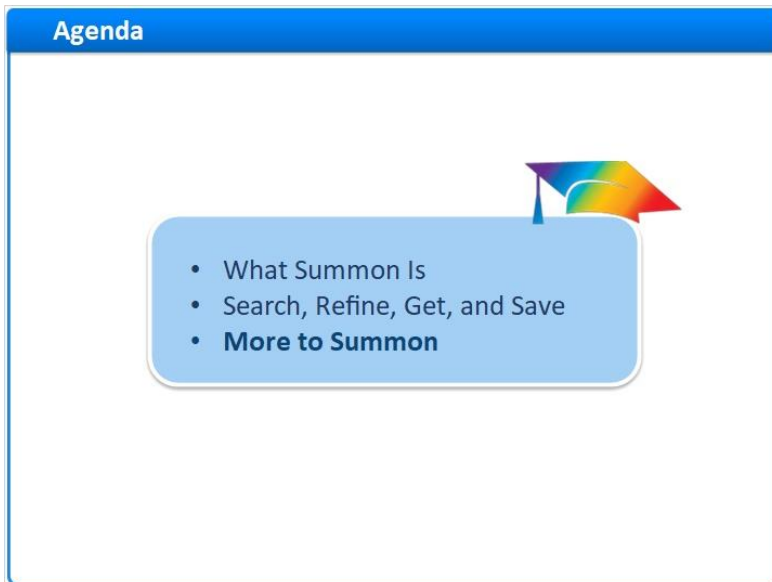 Agenda
• What Summon Is
• Search, Refine, Get, and Save
• More to Summon